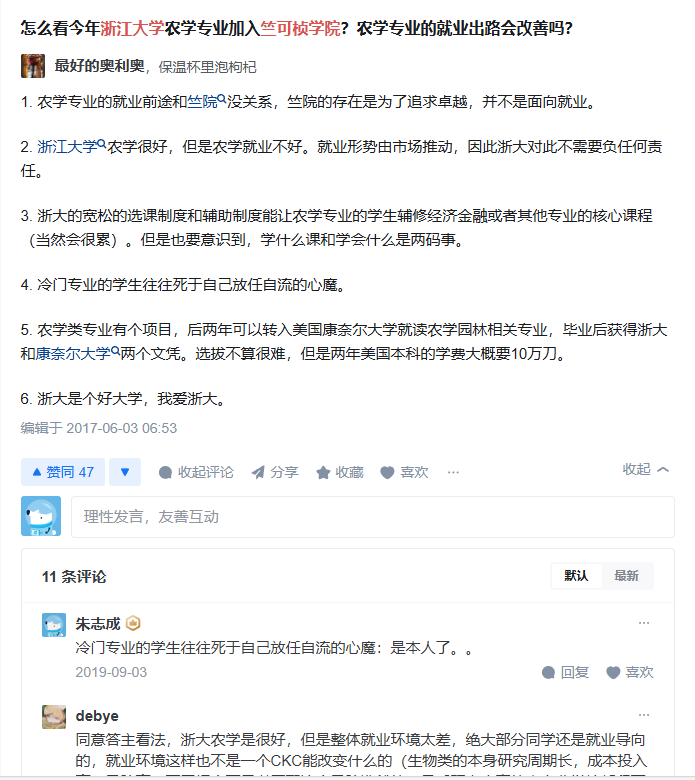 怎么看今年浙江大学农学专业加入竺可桢学院？农学专业的就业出路会改善吗？
最好的奥利奥，保温杯里泡枸杞
1. 农学专业的就业前途和竺院没关系，竺院的存在是为了追求卓越，并不是面向就业。
2. 浙江大学农学很好，但是农学就业不好。就业形势由市场推动，因此浙大对此不需要负任何责
任。
3. 浙大的宽松的选课制度和辅助制度能让农学专业的学生辅修经济金融或者其他专业的核心课程
（当然会很累）。但是也要意识到，学什么课和学会什么是两码事。
4. 冷门专业的学生往往死于自己放任自流的心魔。
5. 农学类专业有个项目，后两年可以转入美国康奈尔大学就读农学园林相关专业，毕业后获得浙大
和康奈尔大学两个文凭。选拔不算很难，但是两年美国本科的学费大概要10万刀。
6. 浙大是个好大学，我爱浙大。
编辑于 2017-06-03 06:53
赞同 47 收起评论 分享 收藏 喜欢 ··· 收起
理性发言，友善互动
11 条评论 默认 最新
朱志成 ···
冷门专业的学生往往死于自己放任自流的心魔：是本人了。。
2019-09-03 回复 喜欢
debye ···
同意答主看法，浙大农学是很好，但是整体就业环境太差，绝大部分同学还是就业导向
的，就业环境这样也不是一个CKC能改变什么的（生物类的本身研究周期长，成本投入